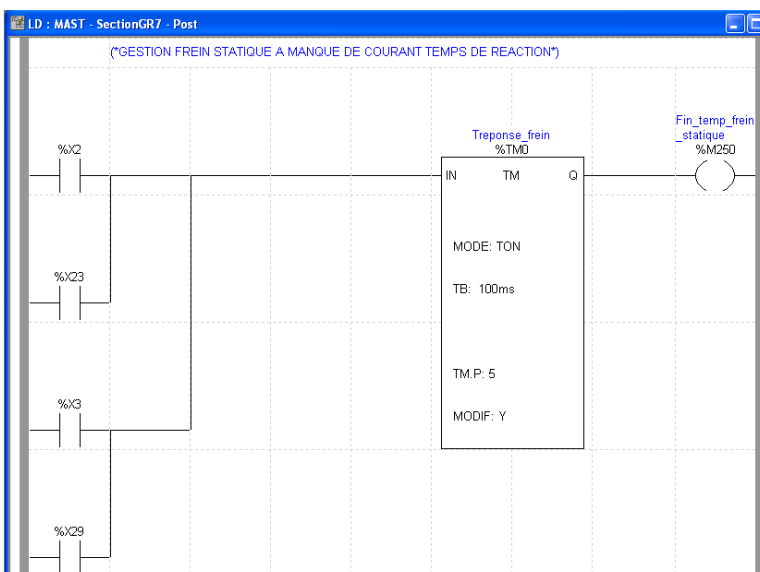 LD : MAST - SectionGR7 - Post
(*GESTION FREIN STATIQUE A MANQUE DE COURANT TEMPS DE REACTION*)
Fin_temp_frein
_statique
%M250
Treponse_frein
%TM0
%X2
IN TM Q
MODE: TON
%X23
TB: 100ms
TM.P: 5
%X3
MODIF: Y
%X29